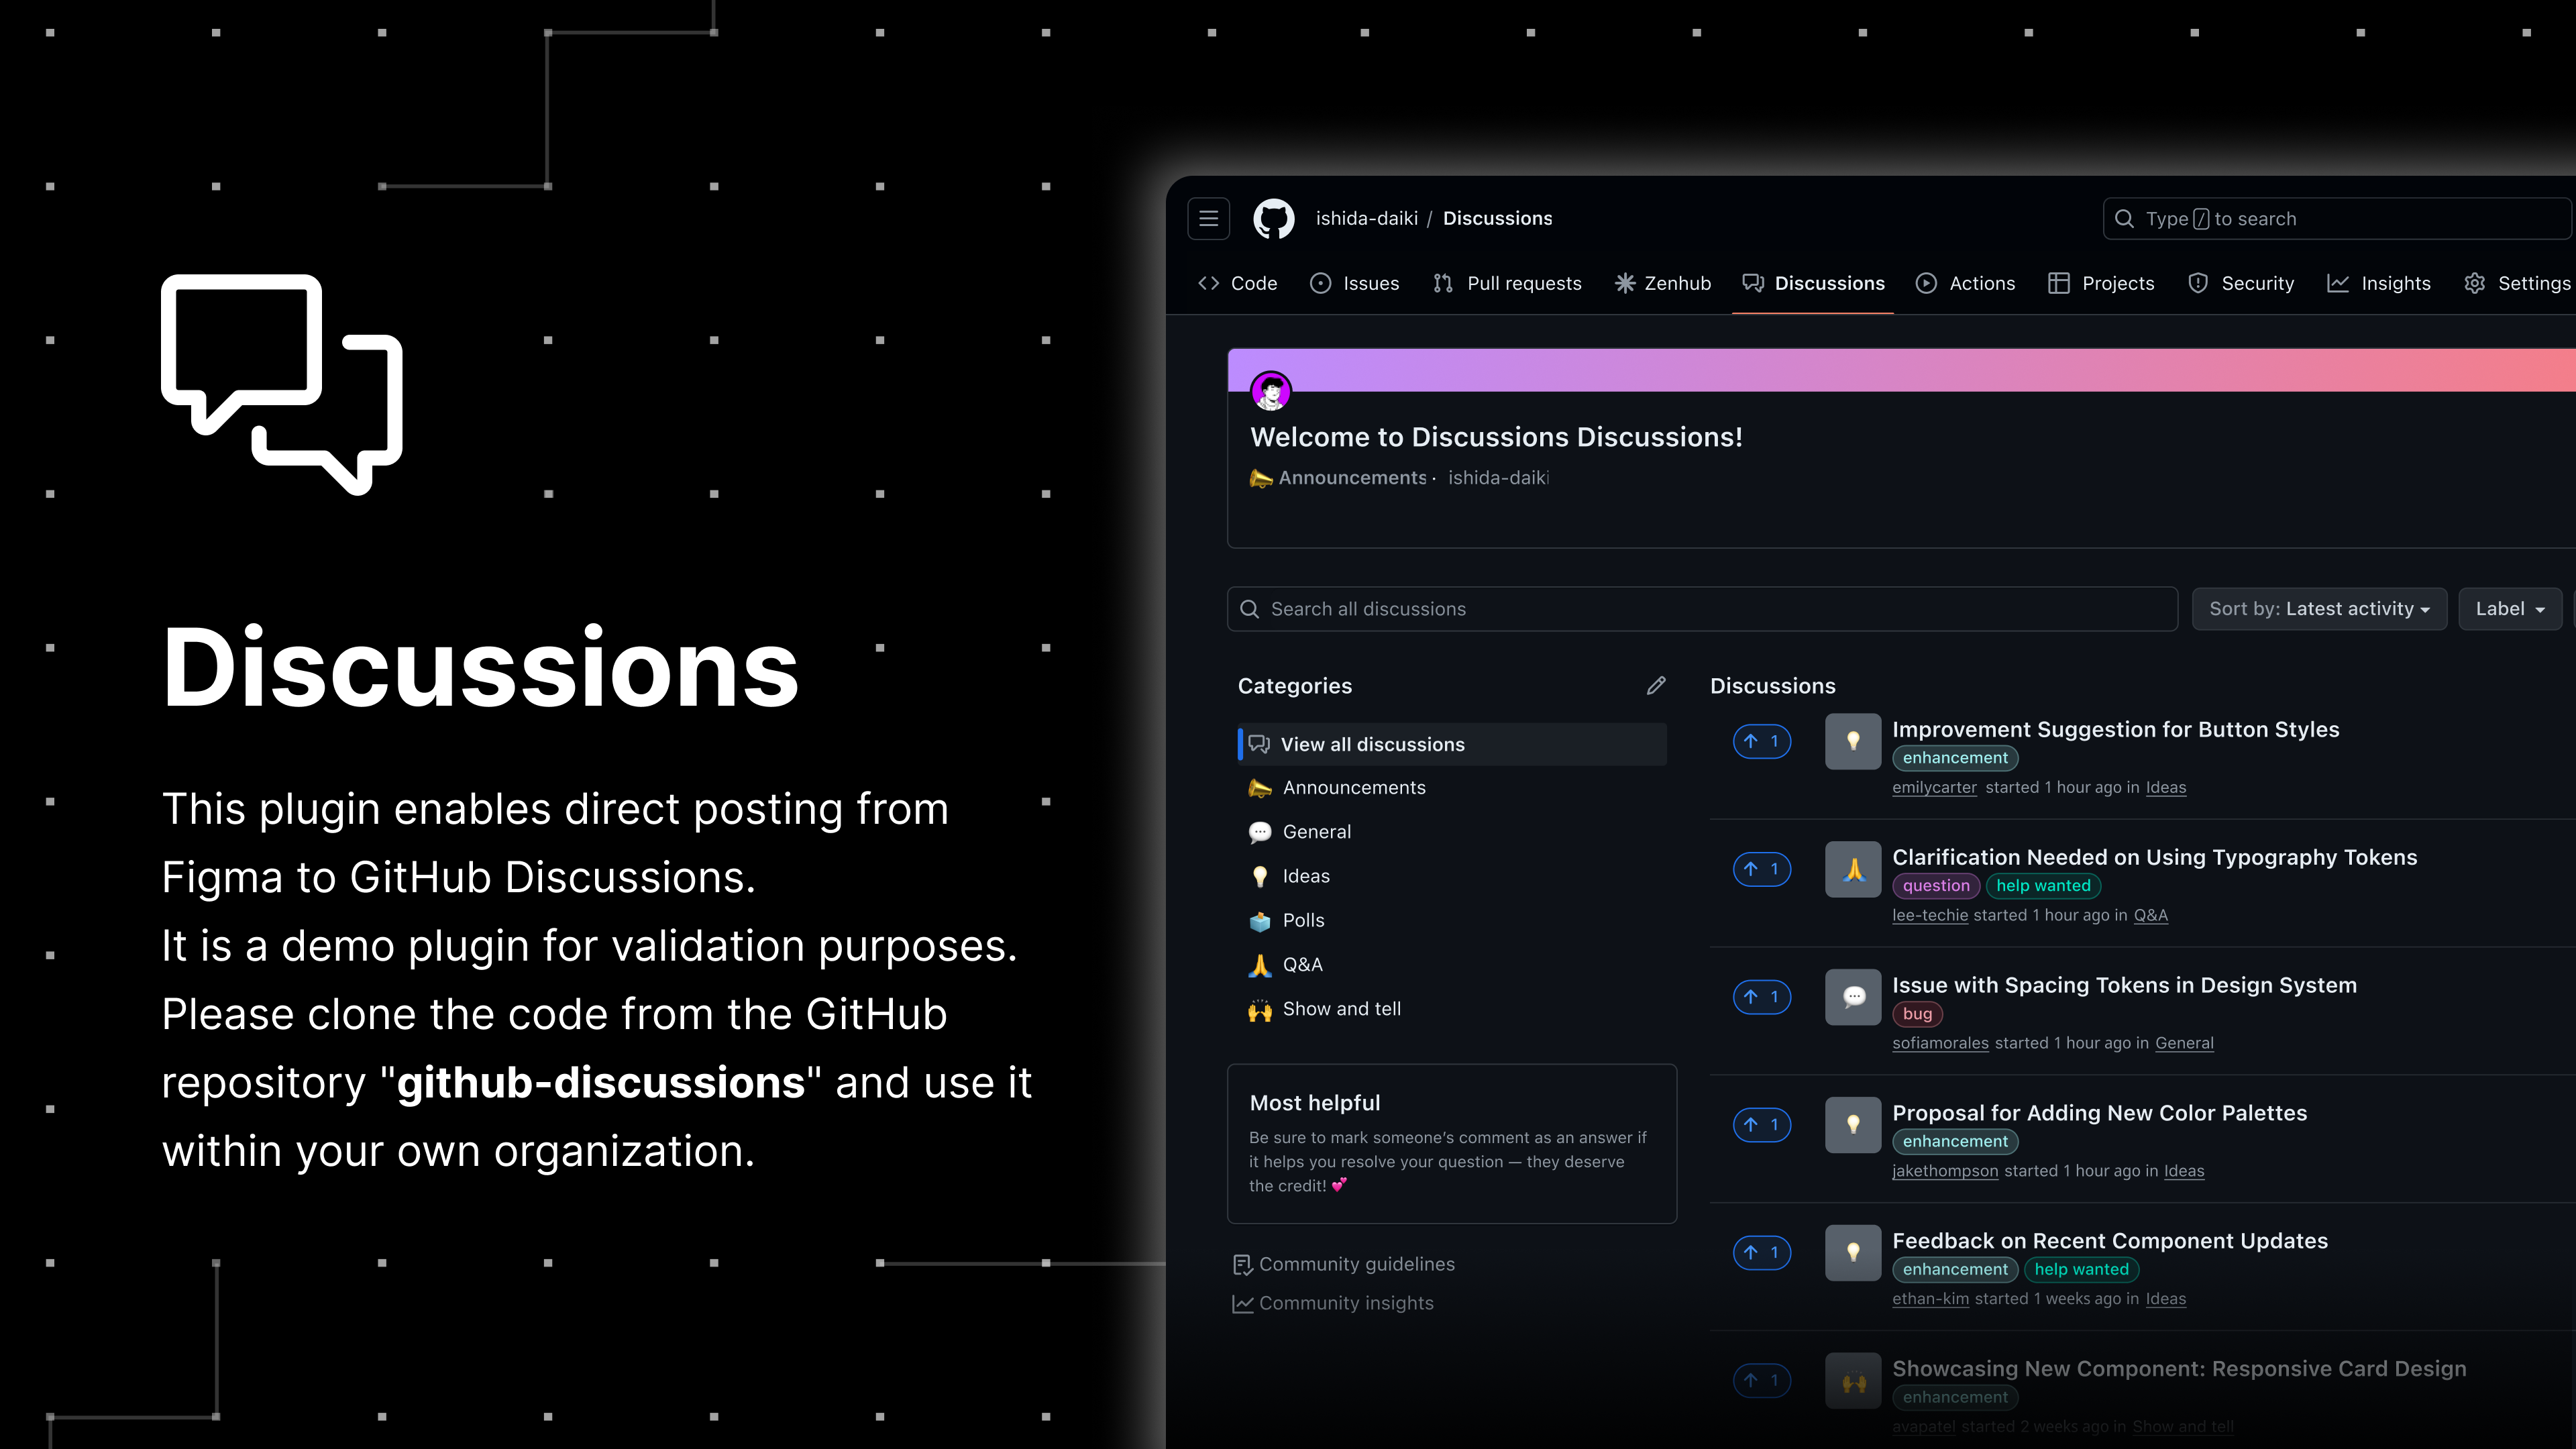 Discussions
This plugin enables direct posting from
Figma to GitHub Discussions.
It is a demo plugin for validation purposes.
Please clone the code from the GitHub
repository "github-discussions" and use it
within your own organization.
ishida-daiki / Discussions
Type / to search
Code Issues Pull requests Zenhub Discussions Actions Projects Security Insights Settings
Welcome to Discussions Discussions!
Announcements · ishida-daiki
Search all discussions
Sort by: Latest activity
Label
Categories
View all discussions
Announcements
General
Ideas
Polls
Q&A
Show and tell
Most helpful
Be sure to mark someone’s comment as an answer if
it helps you resolve your question — they deserve
the credit! 💕
Community guidelines
Community insights
Discussions
1
Improvement Suggestion for Button Styles
enhancement
emilycarter started 1 hour ago in Ideas
1
Clarification Needed on Using Typography Tokens
question help wanted
lee-techie started 1 hour ago in Q&A
1
Issue with Spacing Tokens in Design System
bug
sofiamorales started 1 hour ago in General
1
Proposal for Adding New Color Palettes
enhancement
jakethompson started 1 hour ago in Ideas
1
Feedback on Recent Component Updates
enhancement help wanted
ethan-kim started 1 weeks ago in Ideas
1
Showcasing New Component: Responsive Card Design
enhancement
avapatel started 2 weeks ago in Show and tell